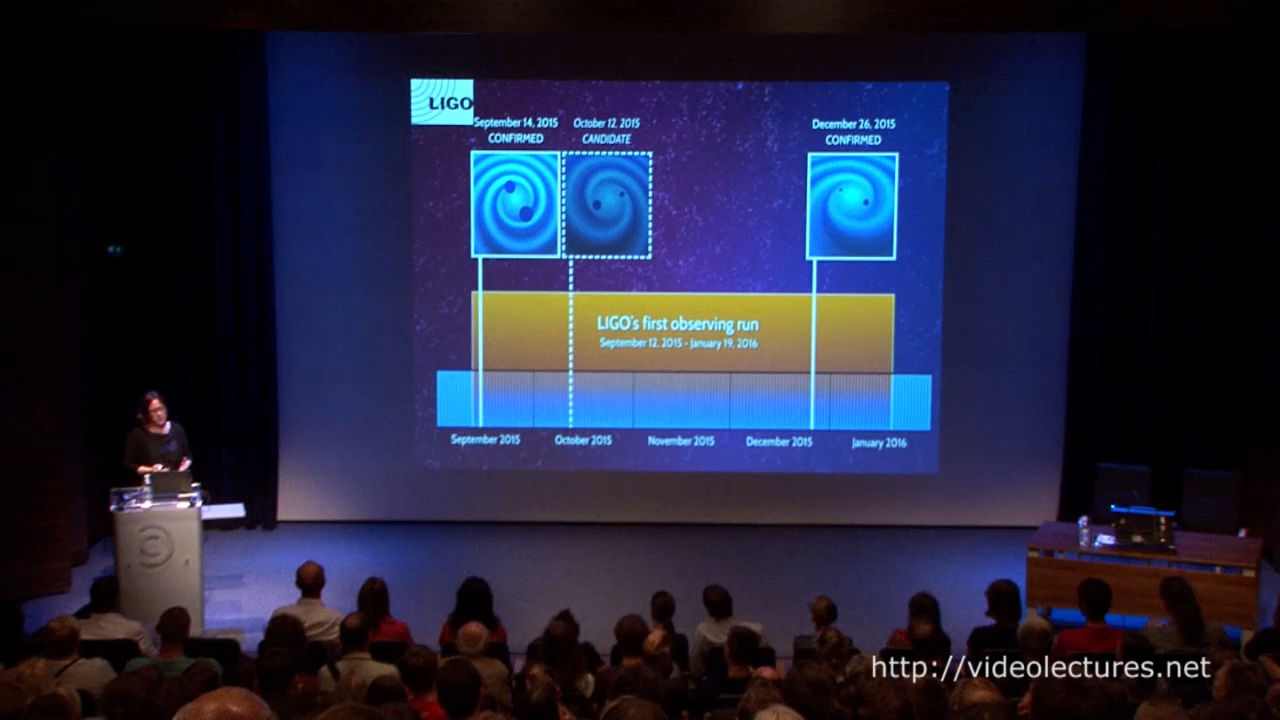 LIGO
September 14, 2015
CONFIRMED
October 12, 2015
CANDIDATE
December 26, 2015
CONFIRMED
LIGO's first observing run
September 12, 2015 - January 19, 2016
September 2015
October 2015
November 2015
December 2015
January 2016
http://videolectures.net